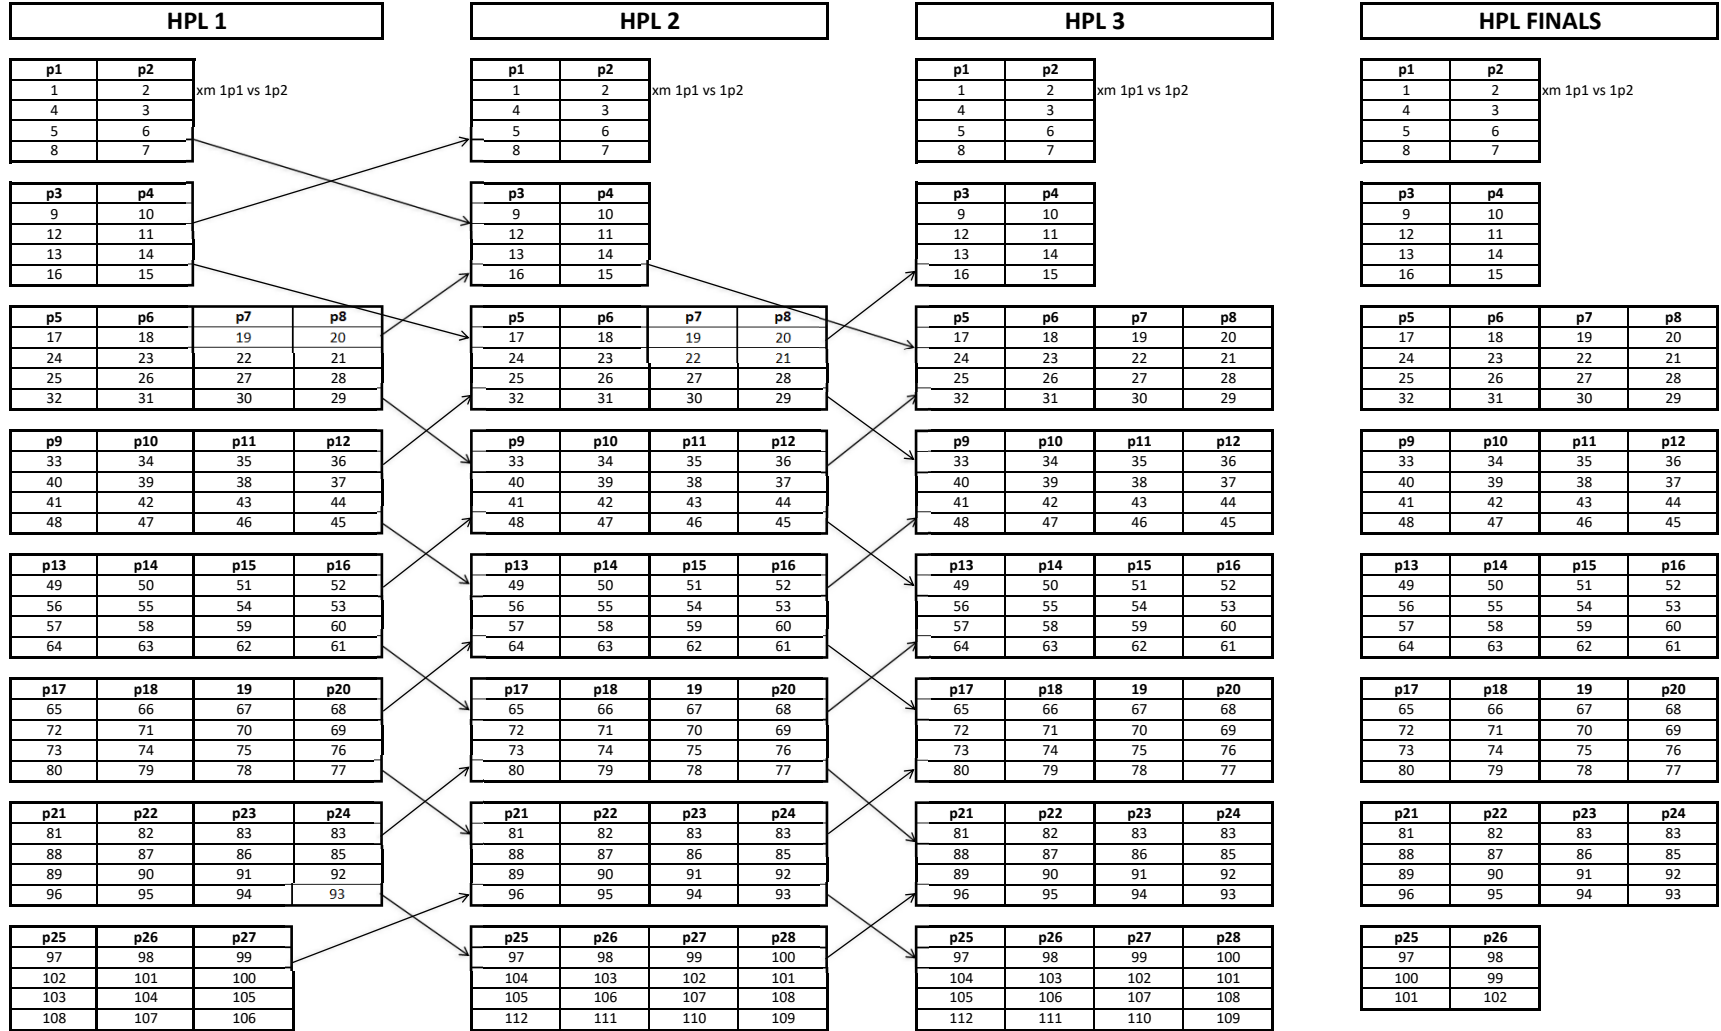 HPL 1 HPL 2 HPL 3 HPL FINALS
p1 p2 p1 p2 p1 p2 p1 p2
1 2 xm 1p1 vs 1p2 1 2 xm 1p1 vs 1p2 1 2 xm 1p1 vs 1p2 1 2 xm 1p1 vs 1p2
4 3 4 3 4 3 4 3
5 6 5 6 5 6 5 6
8 7 8 7 8 7 8 7
p3 p4 p3 p4 p3 p4 p3 p4
9 10 9 10 9 10 9 10
12 11 12 11 12 11 12 11
13 14 13 14 13 14 13 14
16 15 16 15 16 15 16 15
p5 p6 p7 p8 p5 p6 p7 p8 p5 p6 p7 p8 p5 p6 p7 p8
17 18 19 20 17 18 19 20 17 18 19 20 17 18 19 20
24 23 22 21 24 23 22 21 24 23 22 21 24 23 22 21
25 26 27 28 25 26 27 28 25 26 27 28 25 26 27 28
32 31 30 29 32 31 30 29 32 31 30 29 32 31 30 29
p9 p10 p11 p12 p9 p10 p11 p12 p9 p10 p11 p12 p9 p10 p11 p12
33 34 35 36 33 34 35 36 33 34 35 36 33 34 35 36
40 39 38 37 40 39 38 37 40 39 38 37 40 39 38 37
41 42 43 44 41 42 43 44 41 42 43 44 41 42 43 44
48 47 46 45 48 47 46 45 48 47 46 45 48 47 46 45
p13 p14 p15 p16 p13 p14 p15 p16 p13 p14 p15 p16 p13 p14 p15 p16
49 50 51 52 49 50 51 52 49 50 51 52 49 50 51 52
56 55 54 53 56 55 54 53 56 55 54 53 56 55 54 53
57 58 59 60 57 58 59 60 57 58 59 60 57 58 59 60
64 63 62 61 64 63 62 61 64 63 62 61 64 63 62 61
p17 p18 19 p20 p17 p18 19 p20 p17 p18 19 p20 p17 p18 19 p20
65 66 67 68 65 66 67 68 65 66 67 68 65 66 67 68
72 71 70 69 72 71 70 69 72 71 70 69 72 71 70 69
73 74 75 76 73 74 75 76 73 74 75 76 73 74 75 76
80 79 78 77 80 79 78 77 80 79 78 77 80 79 78 77
p21 p22 p23 p24 p21 p22 p23 p24 p21 p22 p23 p24 p21 p22 p23 p24
81 82 83 83 81 82 83 83 81 82 83 83 81 82 83 83
88 87 86 85 88 87 86 85 88 87 86 85 88 87 86 85
89 90 91 92 89 90 91 92 89 90 91 92 89 90 91 92
96 95 94 93 96 95 94 93 96 95 94 93 96 95 94 93
p25 p26 p27 p25 p26 p27 p28 p25 p26 p27 p28 p25 p26
97 98 99 97 98 99 100 97 98 99 100 97 98
102 101 100 104 103 102 101 104 103 102 101 100 99
103 104 105 105 106 107 108 105 106 107 108 101 102
108 107 106 112 111 110 109 112 111 110 109